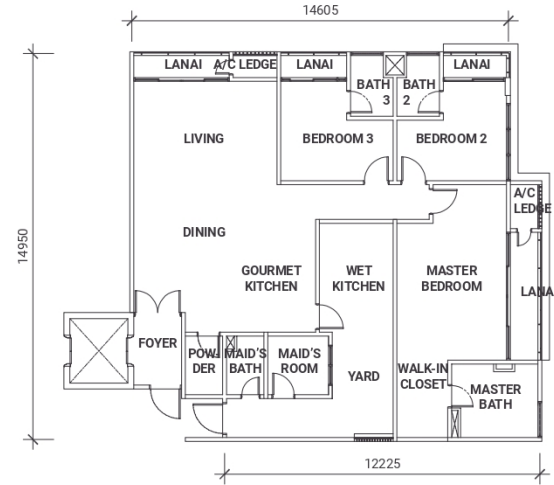 14605
LANAI
A/C LEDGE
LANAI
LANAI
BATH
3
BATH
2
LIVING
BEDROOM 3
BEDROOM 2
A/C
LEDGE
14950
DINING
GOURMET
KITCHEN
WET
KITCHEN
MASTER
BEDROOM
LANA
FOYER
POW
DER
MAID'S
BATH
MAID'S
ROOM
YARD
WALK-IN
CLOSET
MASTER
BATH
12225